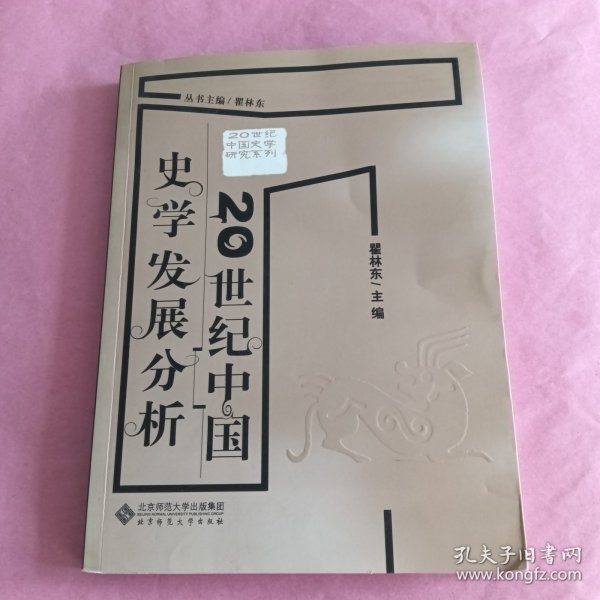 丛书主编/瞿林东
20世纪
中国史学
研究系列
20世纪中国
史学发展分析
瞿林东/主编
北京师范大学出版集团
BEIJING NORMAL UNIVERSITY PUBLISHING GROUP
北京师范大学出版社
孔夫子旧书网
www.kongfz.com